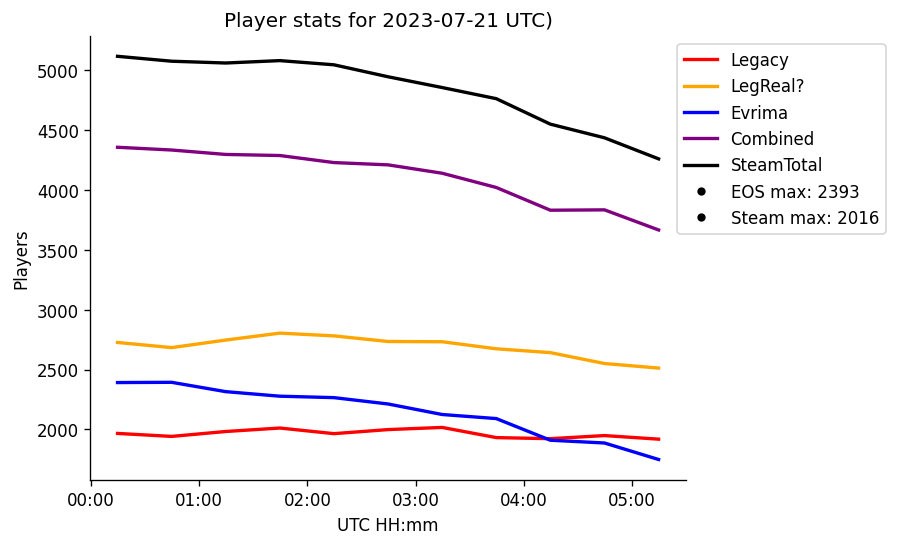 Player stats for 2023-07-21 UTC)
Legacy
LegReal?
Evrima
Combined
SteamTotal
EOS max: 2393
Steam max: 2016
Players
5000
4500
4000
3500
3000
2500
2000
00:00 01:00 02:00 03:00 04:00 05:00
UTC HH:mm